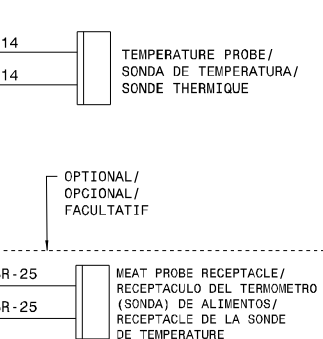 14
TEMPERATURE PROBE/
14
SONDA DE TEMPERATURA/
SONDE THERMIQUE
OPTIONAL/
OPCIONAL/
FACULTATIF
R-25
MEAT PROBE RECEPTACLE/
RECEPTACULO DEL TERMOMETRO
R-25
(SONDA) DE ALIMENTOS/
RECEPTACLE DE LA SONDE
DE TEMPERATURE